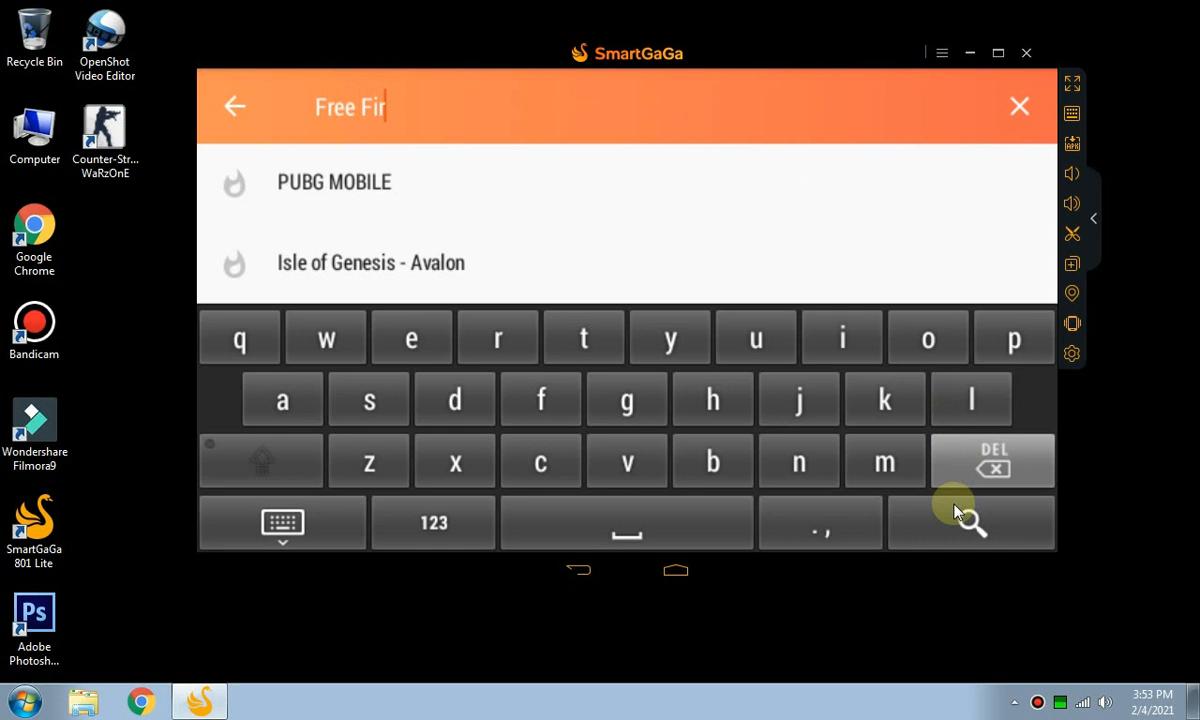 SmartGaGa
Recycle Bin
OpenShot
Video Editor
Computer
Counter-Str...
WaRzOnE
Google
Chrome
Bandicam
Wondershare
Filmora9
SmartGaGa
801 Lite
Ps
Adobe
Photosh...
Free Fir
PUBG MOBILE
Isle of Genesis - Avalon
APK
q w e r t y u i o p
a s d f g h j k l
z x c v b n m DEL
123 . ,
3:53 PM
2/4/2021